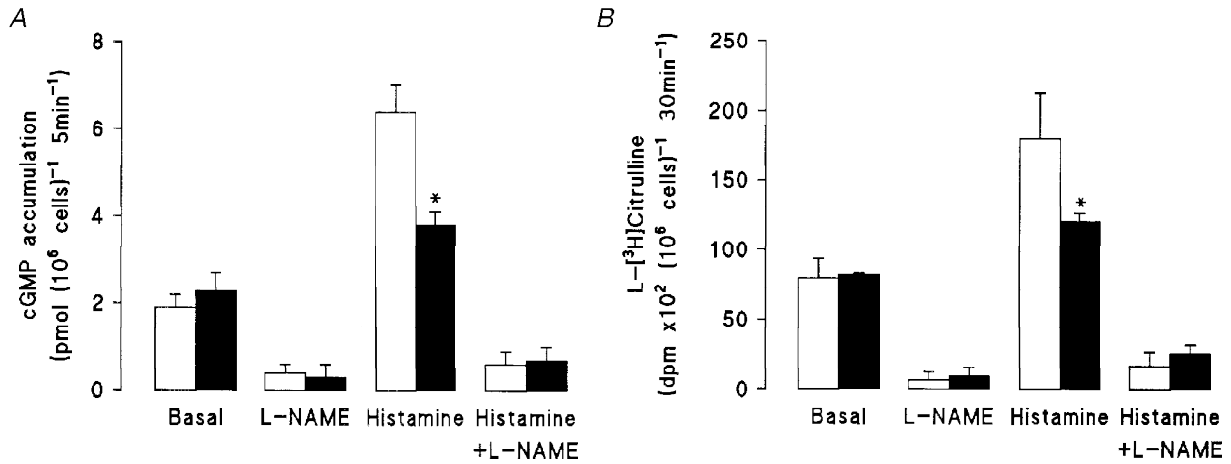 A
cGMP accumulation
(pmol (10⁶ cells)⁻¹ 5min⁻¹)
8
6
4
2
0
*
Basal
L-NAME
Histamine
Histamine
+L-NAME
B
L-[³H]Citrulline
(dpm x10² (10⁶ cells)⁻¹ 30min⁻¹)
250
200
150
100
50
0
*
Basal
L-NAME
Histamine
Histamine
+L-NAME